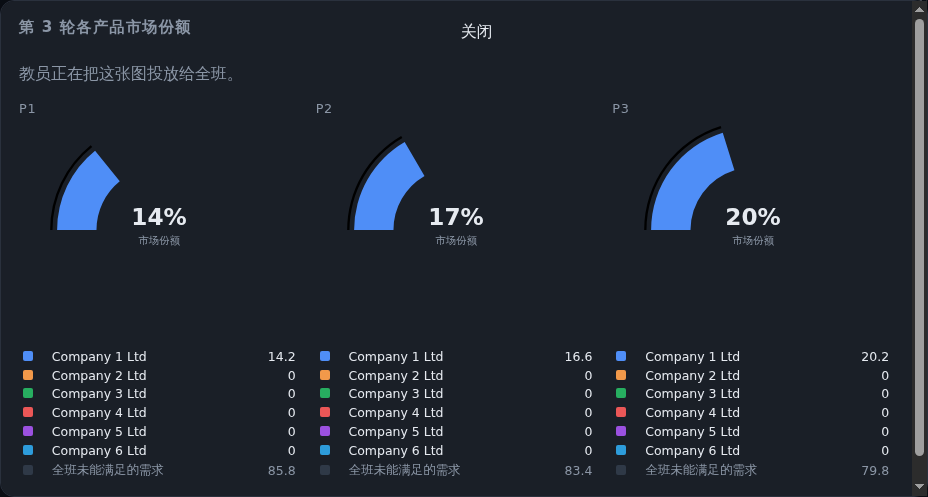 第 3 轮各产品市场份额
关闭
教员正在把这张图投放给全班。
P1
14%
市场份额
Company 1 Ltd 14.2
Company 2 Ltd 0
Company 3 Ltd 0
Company 4 Ltd 0
Company 5 Ltd 0
Company 6 Ltd 0
全班未能满足的需求 85.8
P2
17%
市场份额
Company 1 Ltd 16.6
Company 2 Ltd 0
Company 3 Ltd 0
Company 4 Ltd 0
Company 5 Ltd 0
Company 6 Ltd 0
全班未能满足的需求 83.4
P3
20%
市场份额
Company 1 Ltd 20.2
Company 2 Ltd 0
Company 3 Ltd 0
Company 4 Ltd 0
Company 5 Ltd 0
Company 6 Ltd 0
全班未能满足的需求 79.8